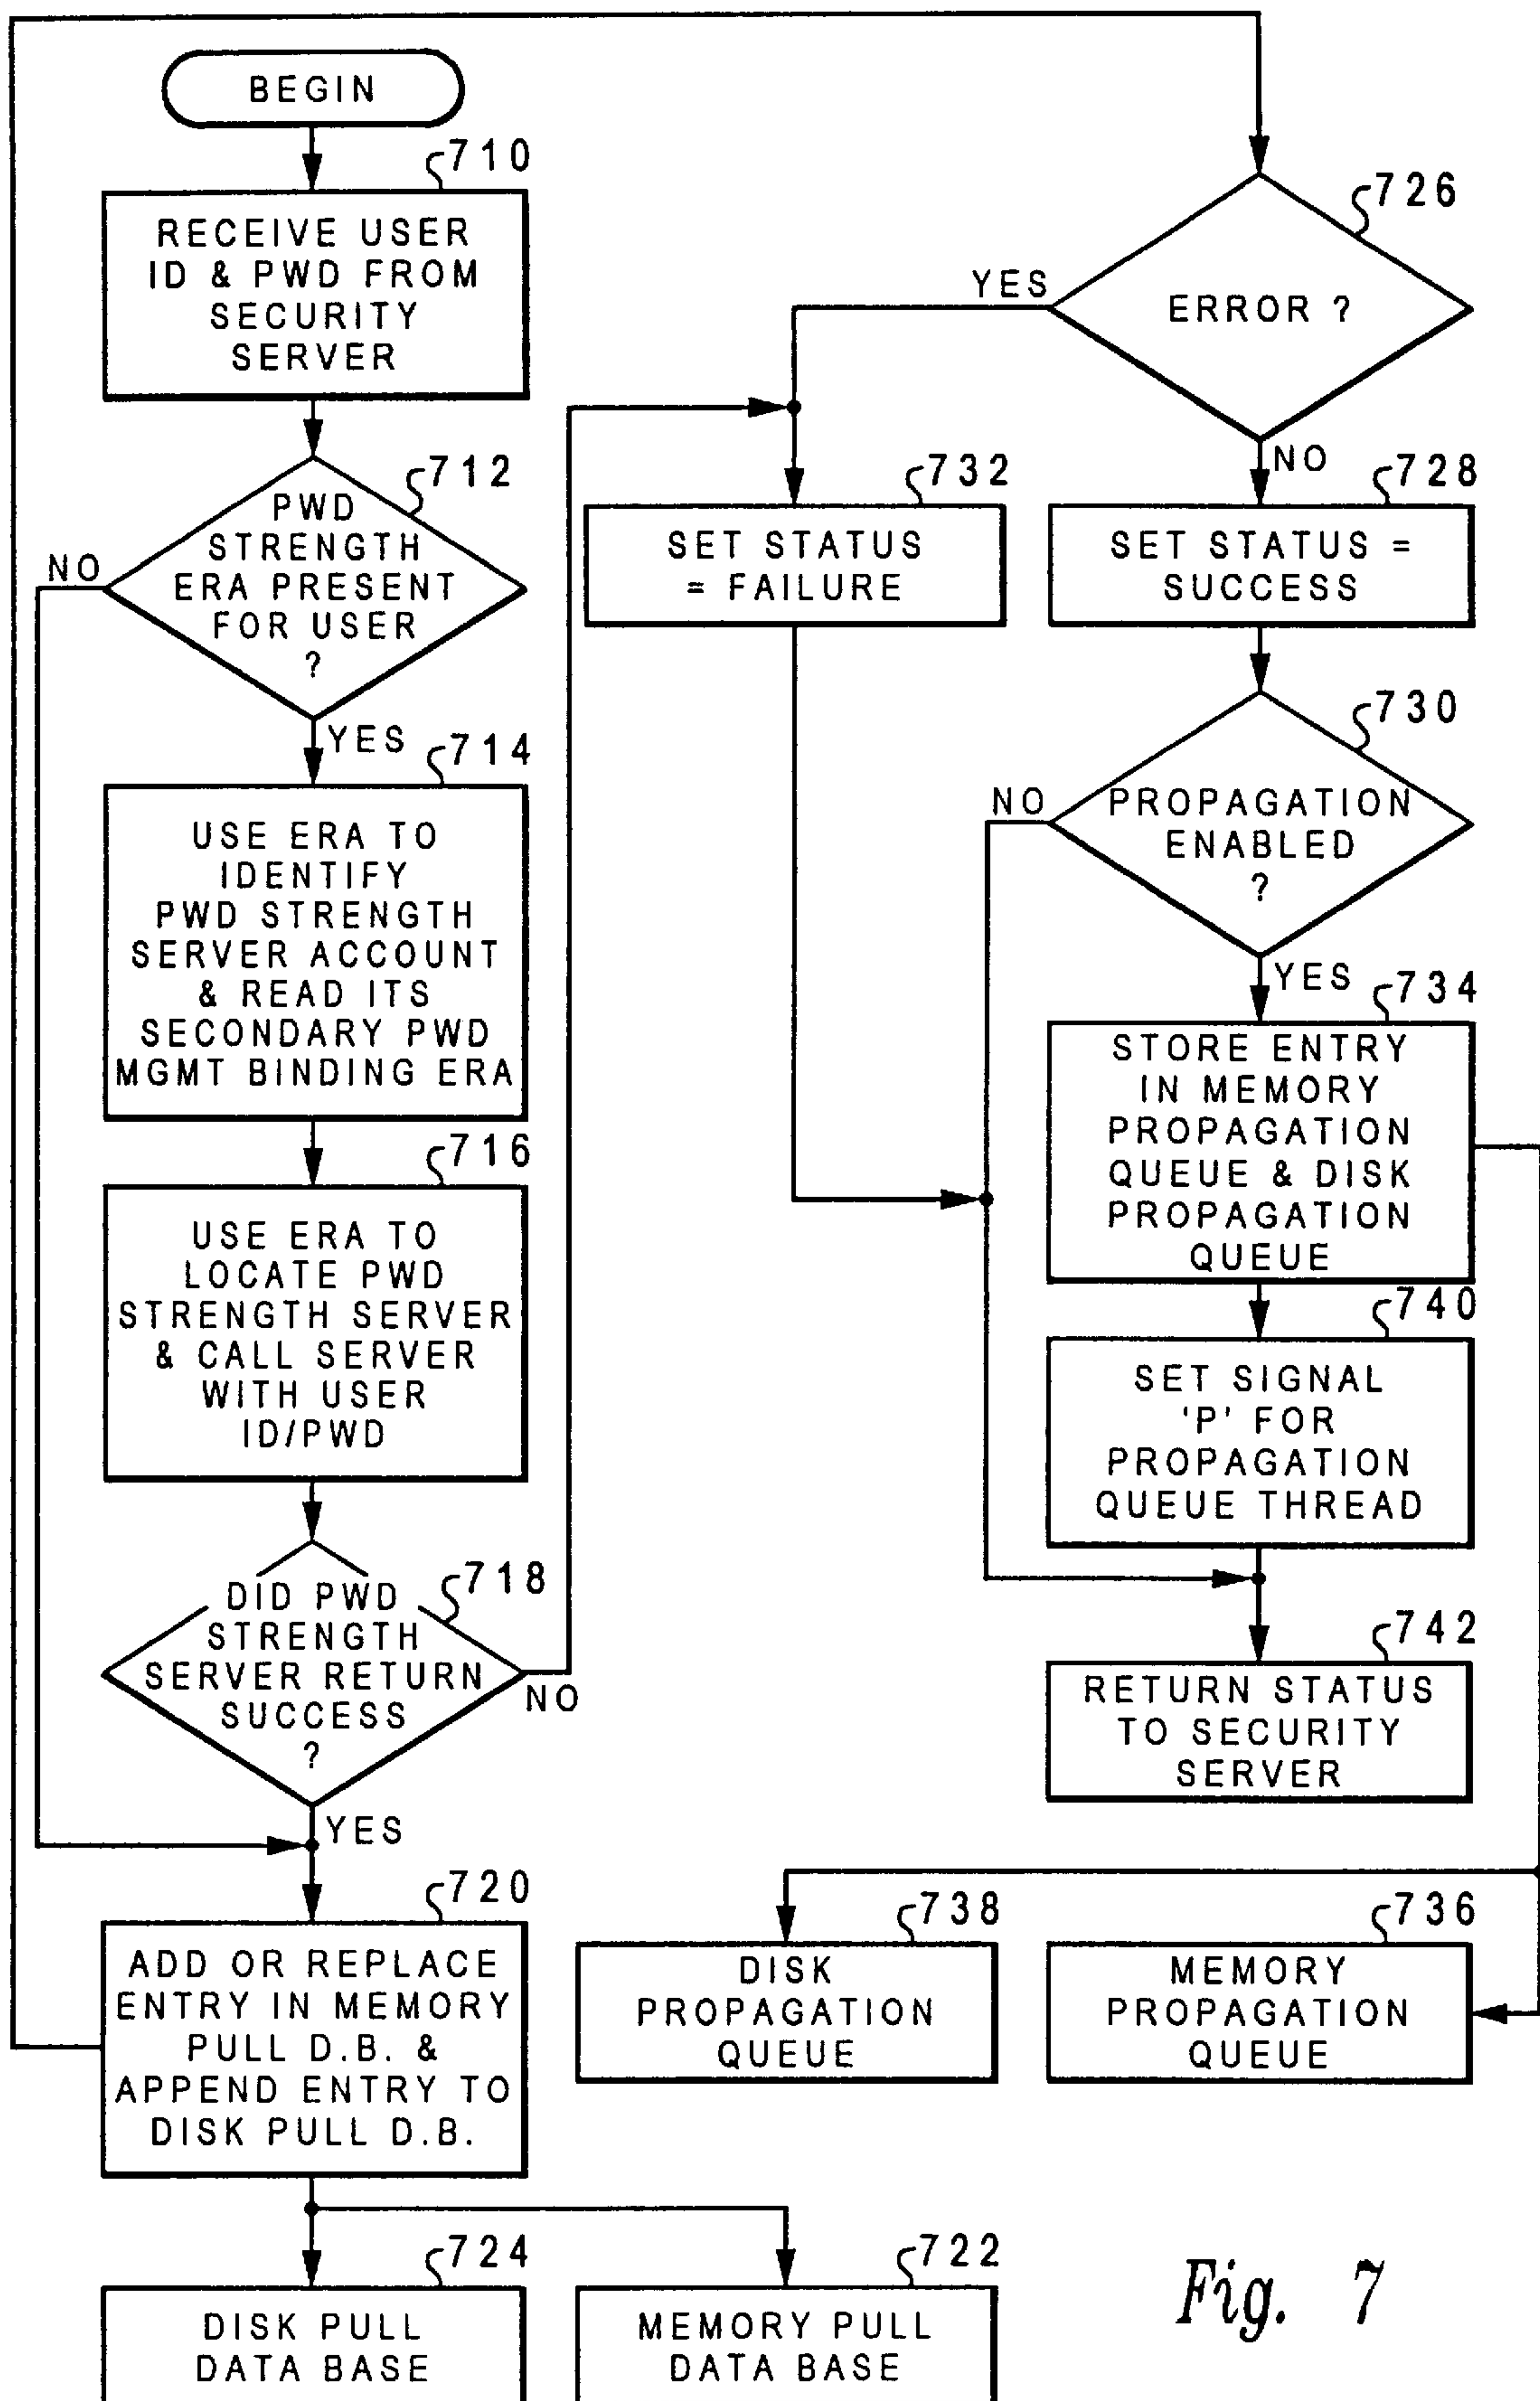 BEGIN
710
RECEIVE USER
ID & PWD FROM
SECURITY
SERVER
712
PWD
STRENGTH
ERA PRESENT
FOR USER
?
NO
YES
714
USE ERA TO
IDENTIFY
PWD STRENGTH
SERVER ACCOUNT
& READ ITS
SECONDARY PWD
MGMT BINDING ERA
716
USE ERA TO
LOCATE PWD
STRENGTH SERVER
& CALL SERVER
WITH USER
ID/PWD
718
DID PWD
STRENGTH
SERVER RETURN
SUCCESS
?
NO
YES
720
ADD OR REPLACE
ENTRY IN MEMORY
PULL D.B. &
APPEND ENTRY TO
DISK PULL D.B.
724
DISK PULL
DATA BASE
722
MEMORY PULL
DATA BASE
726
ERROR ?
YES
NO
732
SET STATUS
= FAILURE
728
SET STATUS =
SUCCESS
730
PROPAGATION
ENABLED
?
NO
YES
734
STORE ENTRY
IN MEMORY
PROPAGATION
QUEUE & DISK
PROPAGATION
QUEUE
740
SET SIGNAL
'P' FOR
PROPAGATION
QUEUE THREAD
742
RETURN STATUS
TO SECURITY
SERVER
738
DISK
PROPAGATION
QUEUE
736
MEMORY
PROPAGATION
QUEUE
Fig. 7